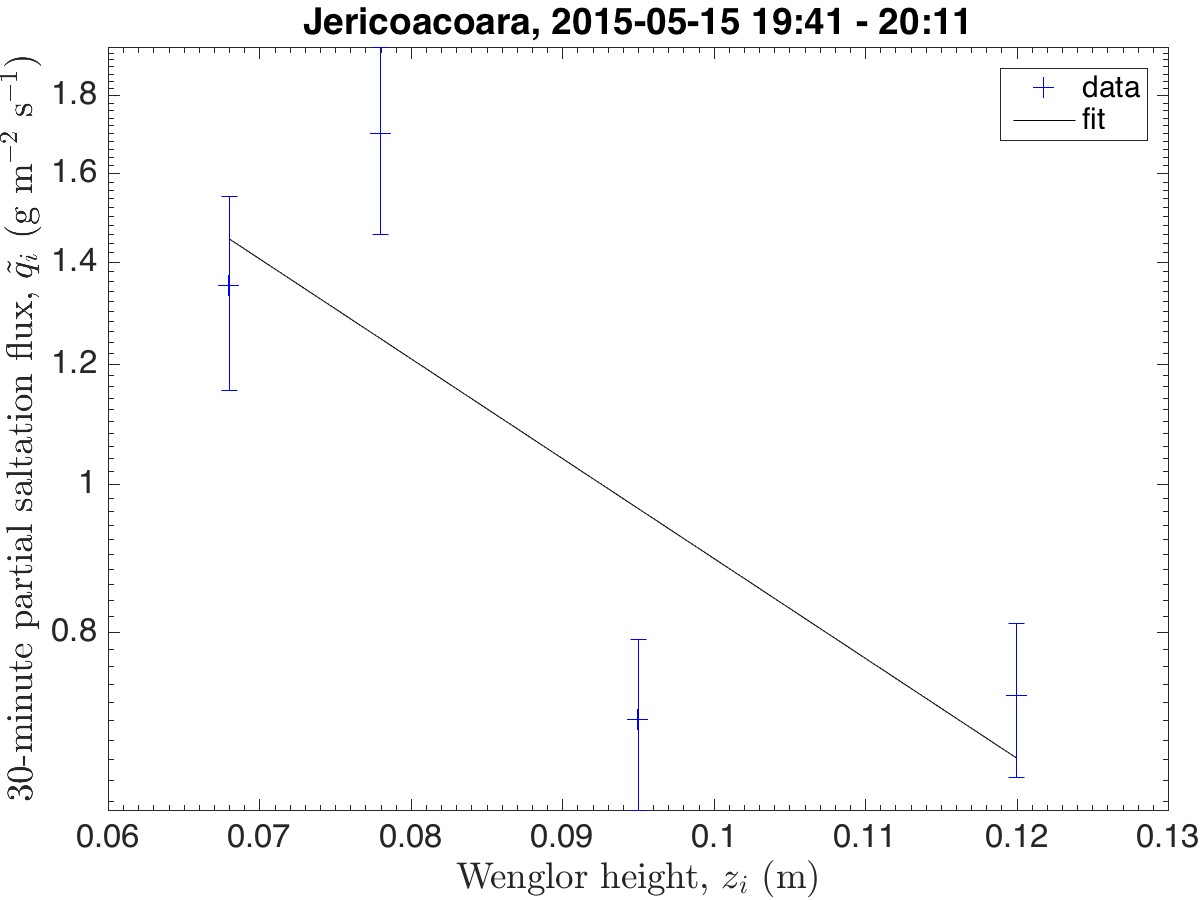 Jericoacoara, 2015-05-15 19:41 - 20:11
30-minute partial saltation flux, q̃ᵢ (g m⁻² s⁻¹)
1.8
1.6
1.4
1.2
1
0.8
data
fit
0.06 0.07 0.08 0.09 0.1 0.11 0.12 0.13
Wenglor height, zᵢ (m)